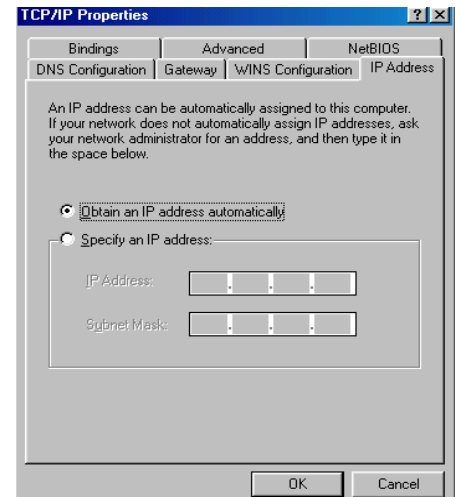 TCP/IP Properties
Bindings Advanced NetBIOS
DNS Configuration Gateway WINS Configuration IP Address
An IP address can be automatically assigned to this computer.
If your network does not automatically assign IP addresses, ask
your network administrator for an address, and then type it in
the space below.
Obtain an IP address automatically
Specify an IP address:
IP Address:
Subnet Mask:
OK Cancel